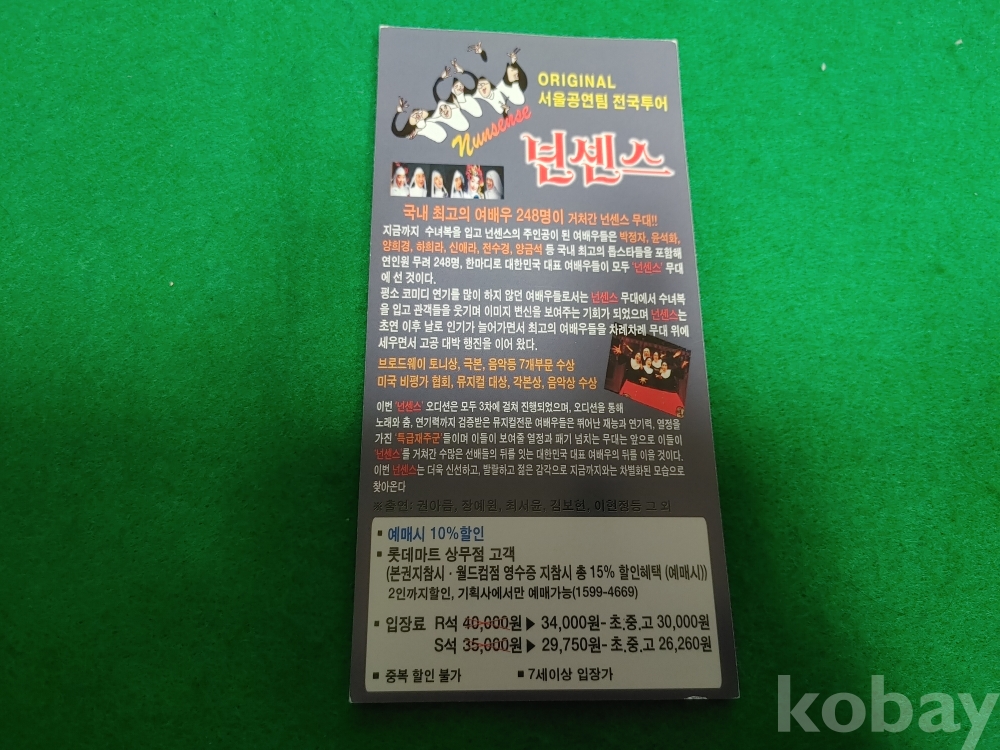 ORIGINAL
서울공연팀 전국투어
Nunsense
넌센스
국내 최고의 여배우 248명이 거쳐간 넌센스 무대!!
지금까지 수녀복을 입고 넌센스의 주인공이 된 여배우들은 박정자, 윤석화,
양희경, 하희라, 신애라, 전수경, 양금석 등 국내 최고의 톱스타들을 포함해
연인원 무려 248명, 한마디로 대한민국 대표 여배우들이 모두 '넌센스' 무대
에 선 것이다.
평소 코미디 연기를 많이 하지 않던 여배우들로서는 넌센스 무대에서 수녀복
을 입고 관객들을 웃기며 이미지 변신을 보여주는 기회가 되었으며 넌센스는
초연 이후 날로 인기가 늘어가면서 최고의 여배우들을 차례차례 무대 위에
세우면서 고공 대박 행진을 이어 왔다.
브로드웨이 토니상, 극본, 음악등 7개부문 수상
미국 비평가 협회, 뮤지컬 대상, 각본상, 음악상 수상
이번 '넌센스' 오디션은 모두 3차에 걸쳐 진행되었으며, 오디션을 통해
노래와 춤, 연기력까지 검증받은 뮤지컬전문 여배우들은 뛰어난 재능과 연기력, 열정을
가진 '특급재주군'들이며 이들이 보여줄 열정과 패기 넘치는 무대는 앞으로 이들이
'넌센스'를 거쳐간 수많은 선배들의 뒤를 잇는 대한민국 대표 여배우의 뒤를 이을 것이다.
이번 넌센스는 더욱 신선하고, 발랄하고 젊은 감각으로 지금까지와는 차별화된 모습으로
찾아온다
※출연: 권아름, 장예원, 최서윤, 김보헌, 이현정등 그 외
▪ 예매시 10%할인
▪ 롯데마트 상무점 고객
(본권지참시 · 월드컵점 영수증 지참시 총 15% 할인혜택 (예매시))
2인까지할인, 기획사에서만 예매가능(1599-4669)
▪ 입장료 R석 40,000원▶ 34,000원- 초.중.고 30,000원
S석 35,000원▶ 29,750원- 초.중.고 26,260원
▪ 중복 할인 불가 ▪ 7세이상 입장가
kobay